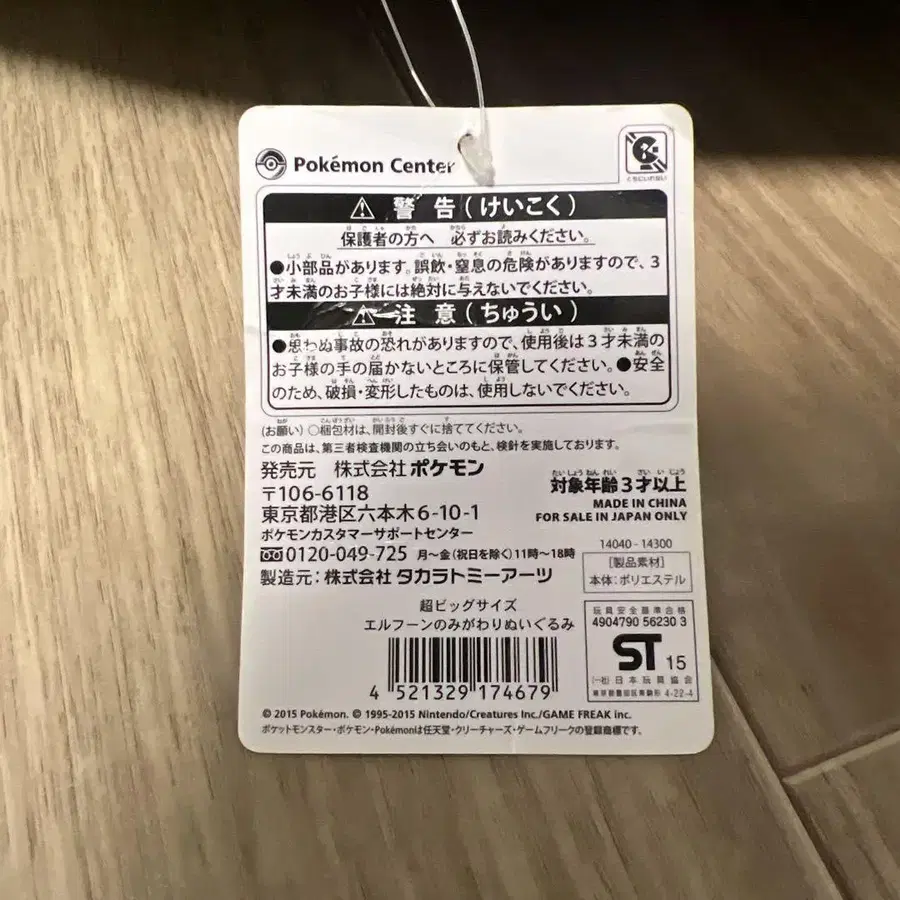 Pokémon Center
くちにいれない
警告(けいこく)
保護者の方へ 必ずお読みください。
●小部品があります。誤飲・窒息の危険がありますので、3
才未満のお子様には絶対に与えないでください。
注意(ちゅうい)
●思わぬ事故の恐れがありますので、使用後は3才未満の
お子様の手の届かないところに保管してください。●安全
のため、破損・変形したものは、使用しないでください。
(お願い)○梱包材は、開封後すぐに捨ててください。
この商品は、第三者検査機関の立ち会いのもと、検針を実施しております。
発売元 株式会社 ポケモン
〒106-6118
東京都港区六本木6-10-1
ポケモンカスタマーサポートセンター
0120-049-725 月～金(祝日を除く)11時～18時
製造元:株式会社 タカラトミーアーツ
対象年齢3才以上
MADE IN CHINA
FOR SALE IN JAPAN ONLY
14040-14300
[製品素材]
本体:ポリエステル
超ビッグサイズ
エルフーンのみがわりぬいぐるみ
4 521329 174679
玩具安全基準合格
4904790 56230 3
ST 15
(一社)日本玩具協会
東京都墨田区東駒形 4-22-4
© 2015 Pokémon. © 1995-2015 Nintendo/Creatures Inc./GAME FREAK inc.
ポケットモンスター・ポケモン・Pokémonは任天堂・クリーチャーズ・ゲームフリークの登録商標です。